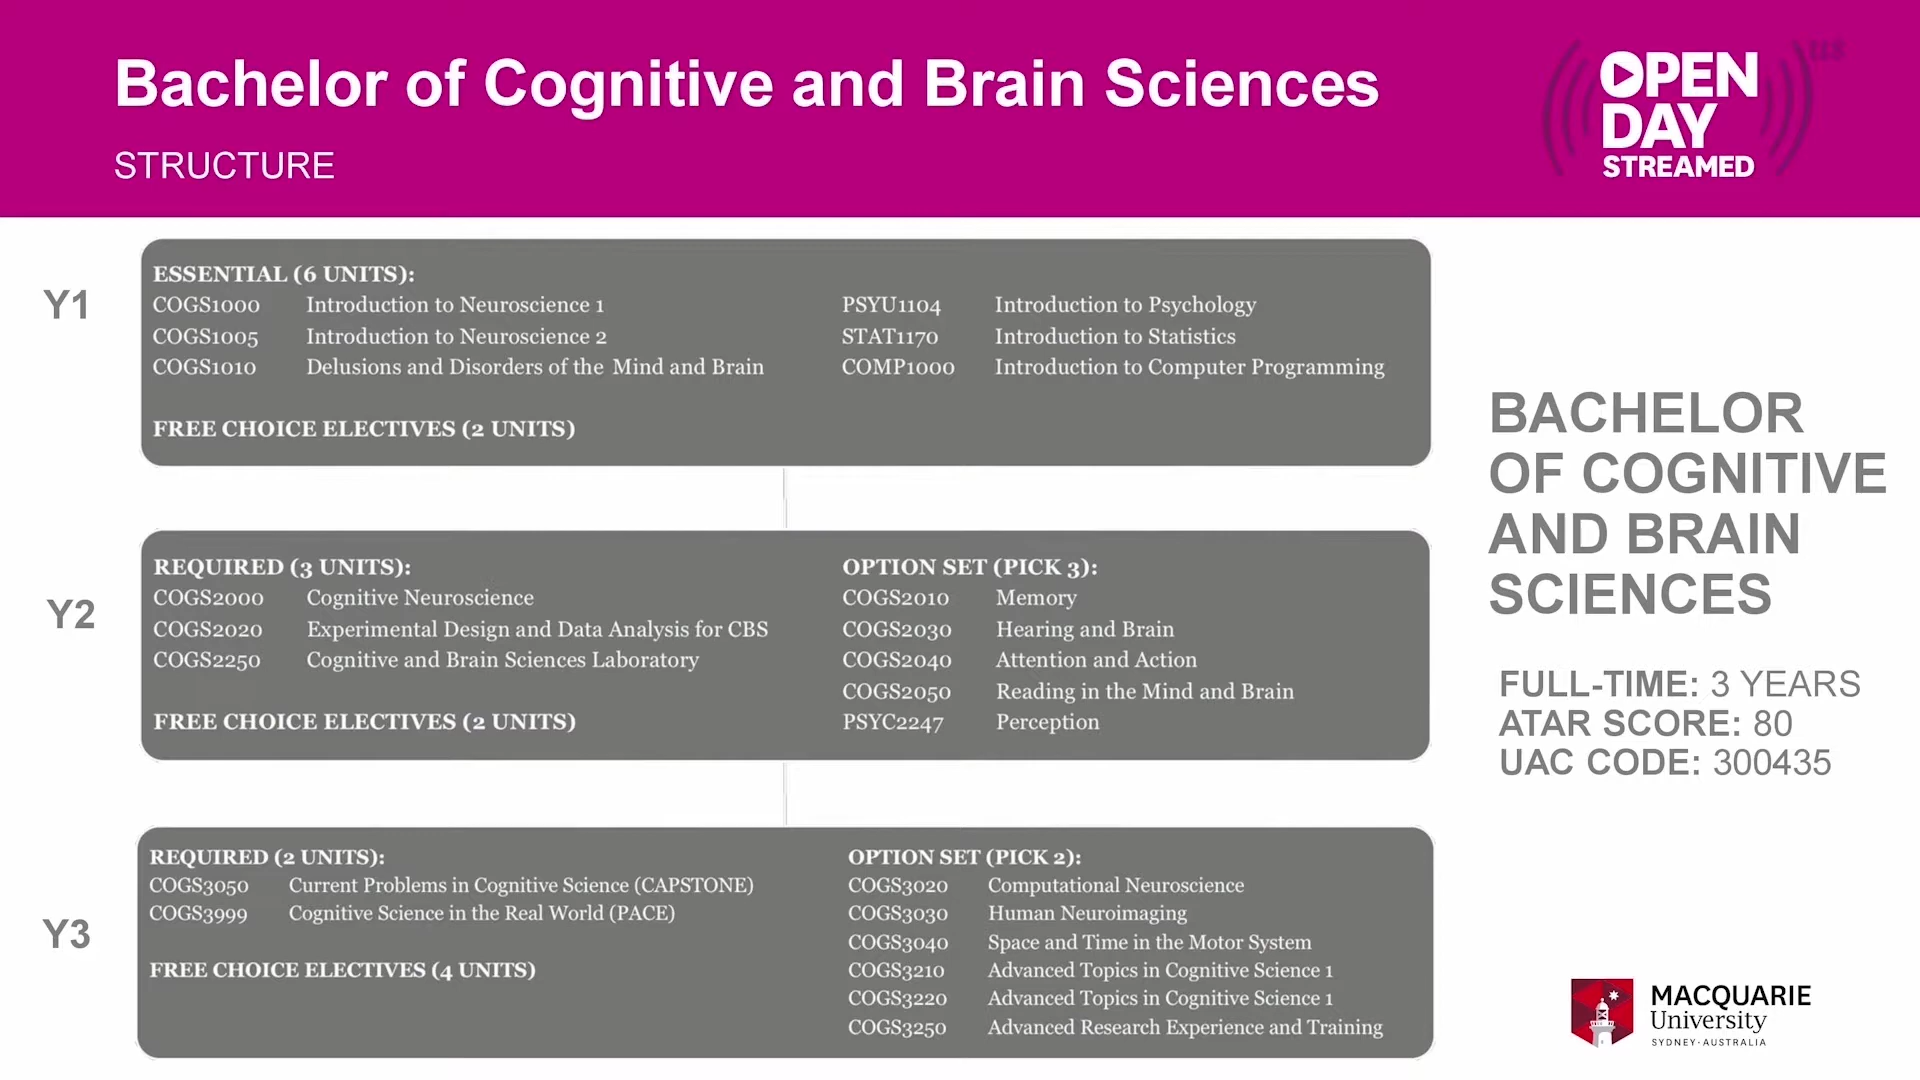 Bachelor of Cognitive and Brain Sciences
STRUCTURE
OPEN
DAY
STREAMED
Y1
ESSENTIAL (6 UNITS):
COGS1000 Introduction to Neuroscience 1
COGS1005 Introduction to Neuroscience 2
COGS1010 Delusions and Disorders of the Mind and Brain
PSYU1104 Introduction to Psychology
STAT1170 Introduction to Statistics
COMP1000 Introduction to Computer Programming
FREE CHOICE ELECTIVES (2 UNITS)
Y2
REQUIRED (3 UNITS):
COGS2000 Cognitive Neuroscience
COGS2020 Experimental Design and Data Analysis for CBS
COGS2250 Cognitive and Brain Sciences Laboratory
FREE CHOICE ELECTIVES (2 UNITS)
OPTION SET (PICK 3):
COGS2010 Memory
COGS2030 Hearing and Brain
COGS2040 Attention and Action
COGS2050 Reading in the Mind and Brain
PSYC2247 Perception
Y3
REQUIRED (2 UNITS):
COGS3050 Current Problems in Cognitive Science (CAPSTONE)
COGS3999 Cognitive Science in the Real World (PACE)
FREE CHOICE ELECTIVES (4 UNITS)
OPTION SET (PICK 2):
COGS3020 Computational Neuroscience
COGS3030 Human Neuroimaging
COGS3040 Space and Time in the Motor System
COGS3210 Advanced Topics in Cognitive Science 1
COGS3220 Advanced Topics in Cognitive Science 1
COGS3250 Advanced Research Experience and Training
BACHELOR
OF COGNITIVE
AND BRAIN
SCIENCES
FULL-TIME: 3 YEARS
ATAR SCORE: 80
UAC CODE: 300435
MACQUARIE
University
SYDNEY·AUSTRALIA